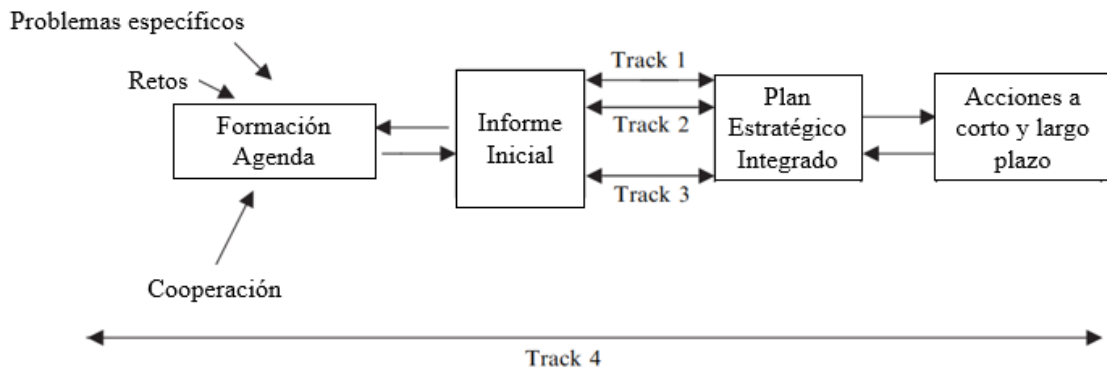 Problemas específicos
Retos
Formación
Agenda
Cooperación
Informe
Inicial
Track 1
Track 2
Track 3
Plan
Estratégico
Integrado
Acciones a
corto y largo
plazo
Track 4